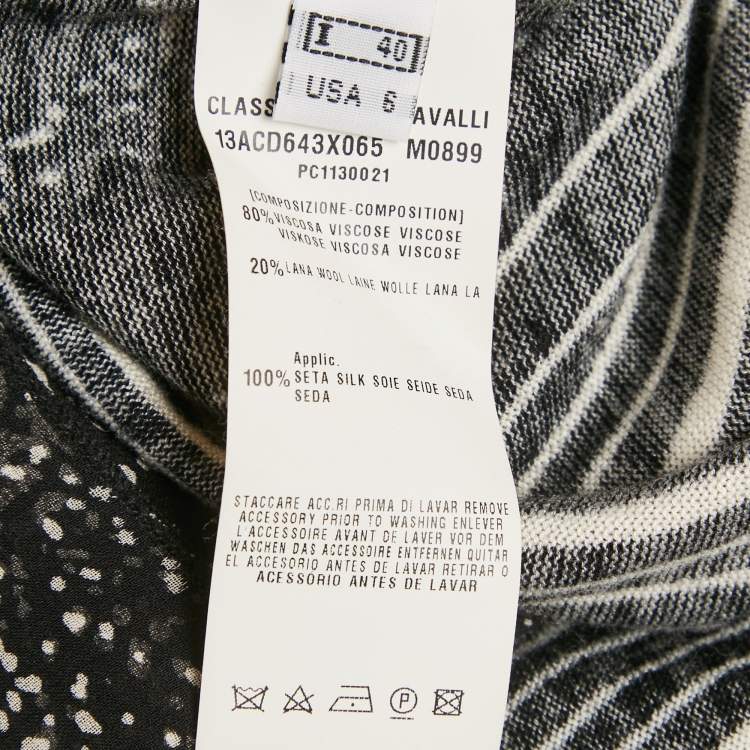 I 40
USA 6
CLASS AVALLI
13ACD643X065 M0899
PC1130021
[COMPOSIZIONE-COMPOSITION]
80% VISCOSA VISCOSE VISCOSE
VISKOSE VISCOSA VISCOSE
20% LANA WOOL LAINE WOLLE LANA LA
Applic.
100% SETA SILK SOIE SEIDE SEDA
SEDA
STACCARE ACC.RI PRIMA DI LAVAR REMOVE
ACCESSORY PRIOR TO WASHING ENLEVER
L'ACCESSOIRE AVANT DE LAVER VOR DEM
WASCHEN DAS ACCESSOIRE ENTFERNEN QUITAR
EL ACCESORIO ANTES DE LAVAR RETIRAR O
ACESSORIO ANTES DE LAVAR
P